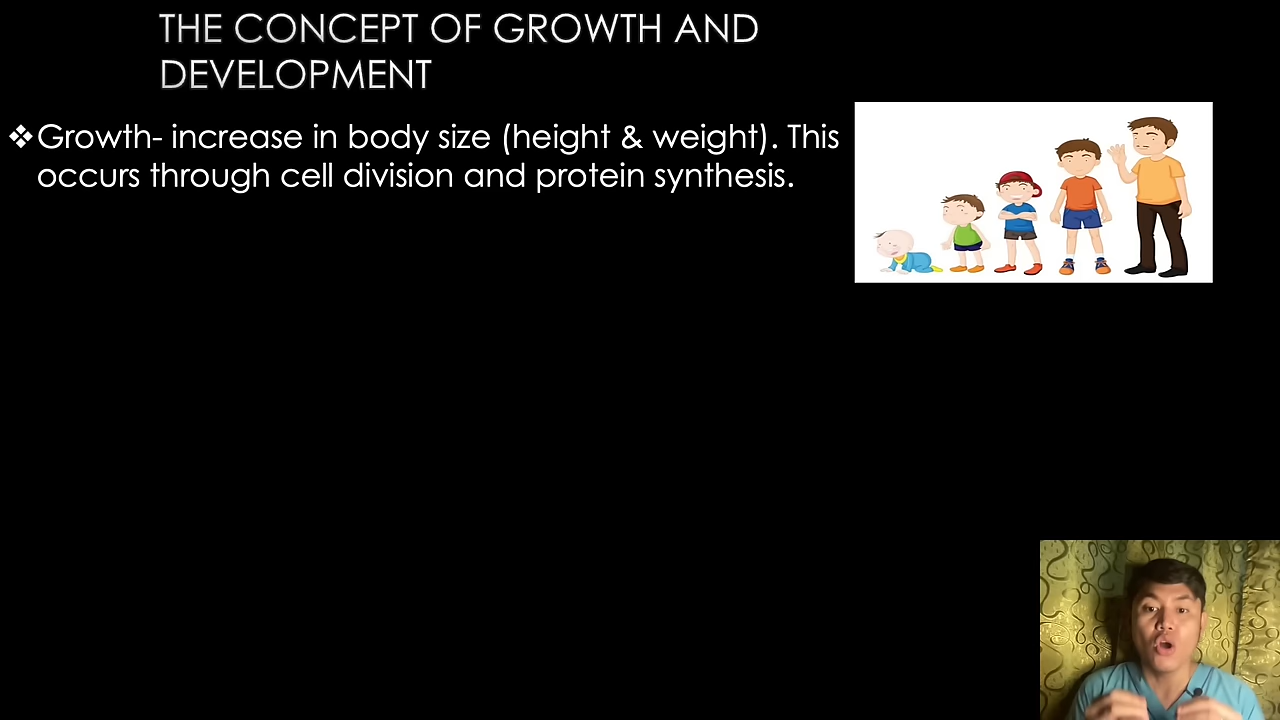 THE CONCEPT OF GROWTH AND
DEVELOPMENT
❖Growth- increase in body size (height & weight). This
occurs through cell division and protein synthesis.